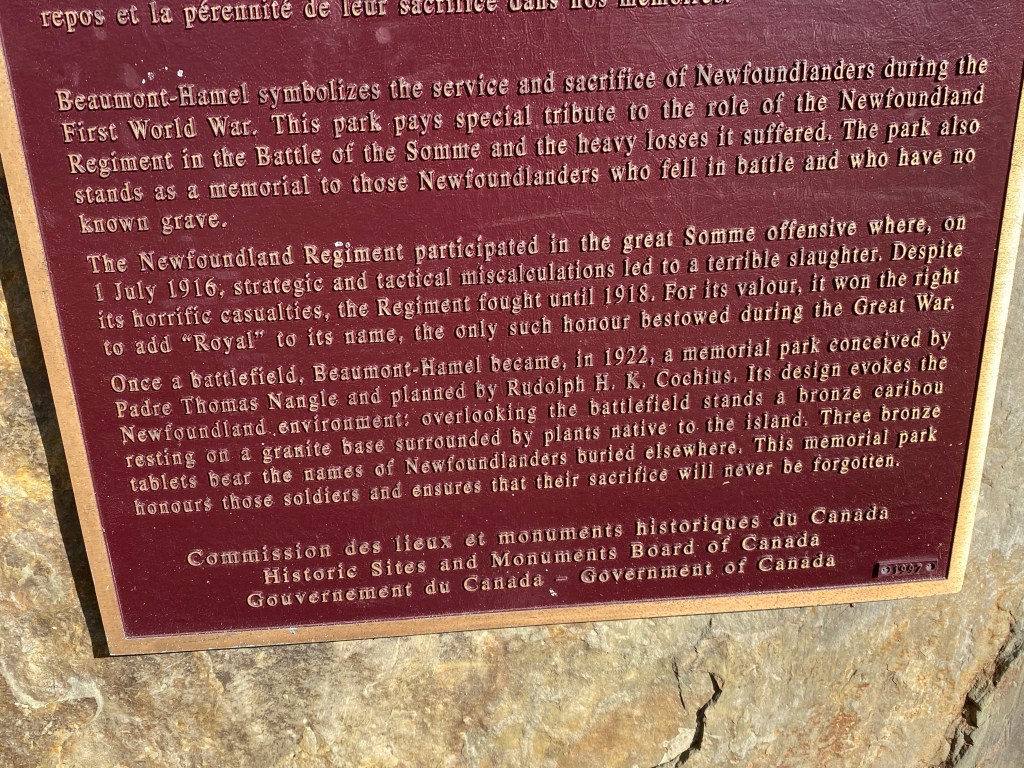 repos et la pérennité de leur sacrifice dans nos mémoires.
Beaumont-Hamel symbolizes the service and sacrifice of Newfoundlanders during the
First World War. This park pays special tribute to the role of the Newfoundland
Regiment in the Battle of the Somme and the heavy losses it suffered. The park also
stands as a memorial to those Newfoundlanders who fell in battle and who have no
known grave.
The Newfoundland Regiment participated in the great Somme offensive where, on
1 July 1916, strategic and tactical miscalculations led to a terrible slaughter. Despite
its horrific casualties, the Regiment fought until 1918. For its valour, it won the right
to add “Royal” to its name, the only such honour bestowed during the Great War.
Once a battlefield, Beaumont-Hamel became, in 1922, a memorial park conceived by
Padre Thomas Nangle and planned by Rudolph H. K. Cochius. Its design evokes the
Newfoundland environment: overlooking the battlefield stands a bronze caribou
resting on a granite base surrounded by plants native to the island. Three bronze
tablets bear the names of Newfoundlanders buried elsewhere. This memorial park
honours those soldiers and ensures that their sacrifice will never be forgotten.
Commission des lieux et monuments historiques du Canada
Historic Sites and Monuments Board of Canada
Gouvernement du Canada – Government of Canada
1997